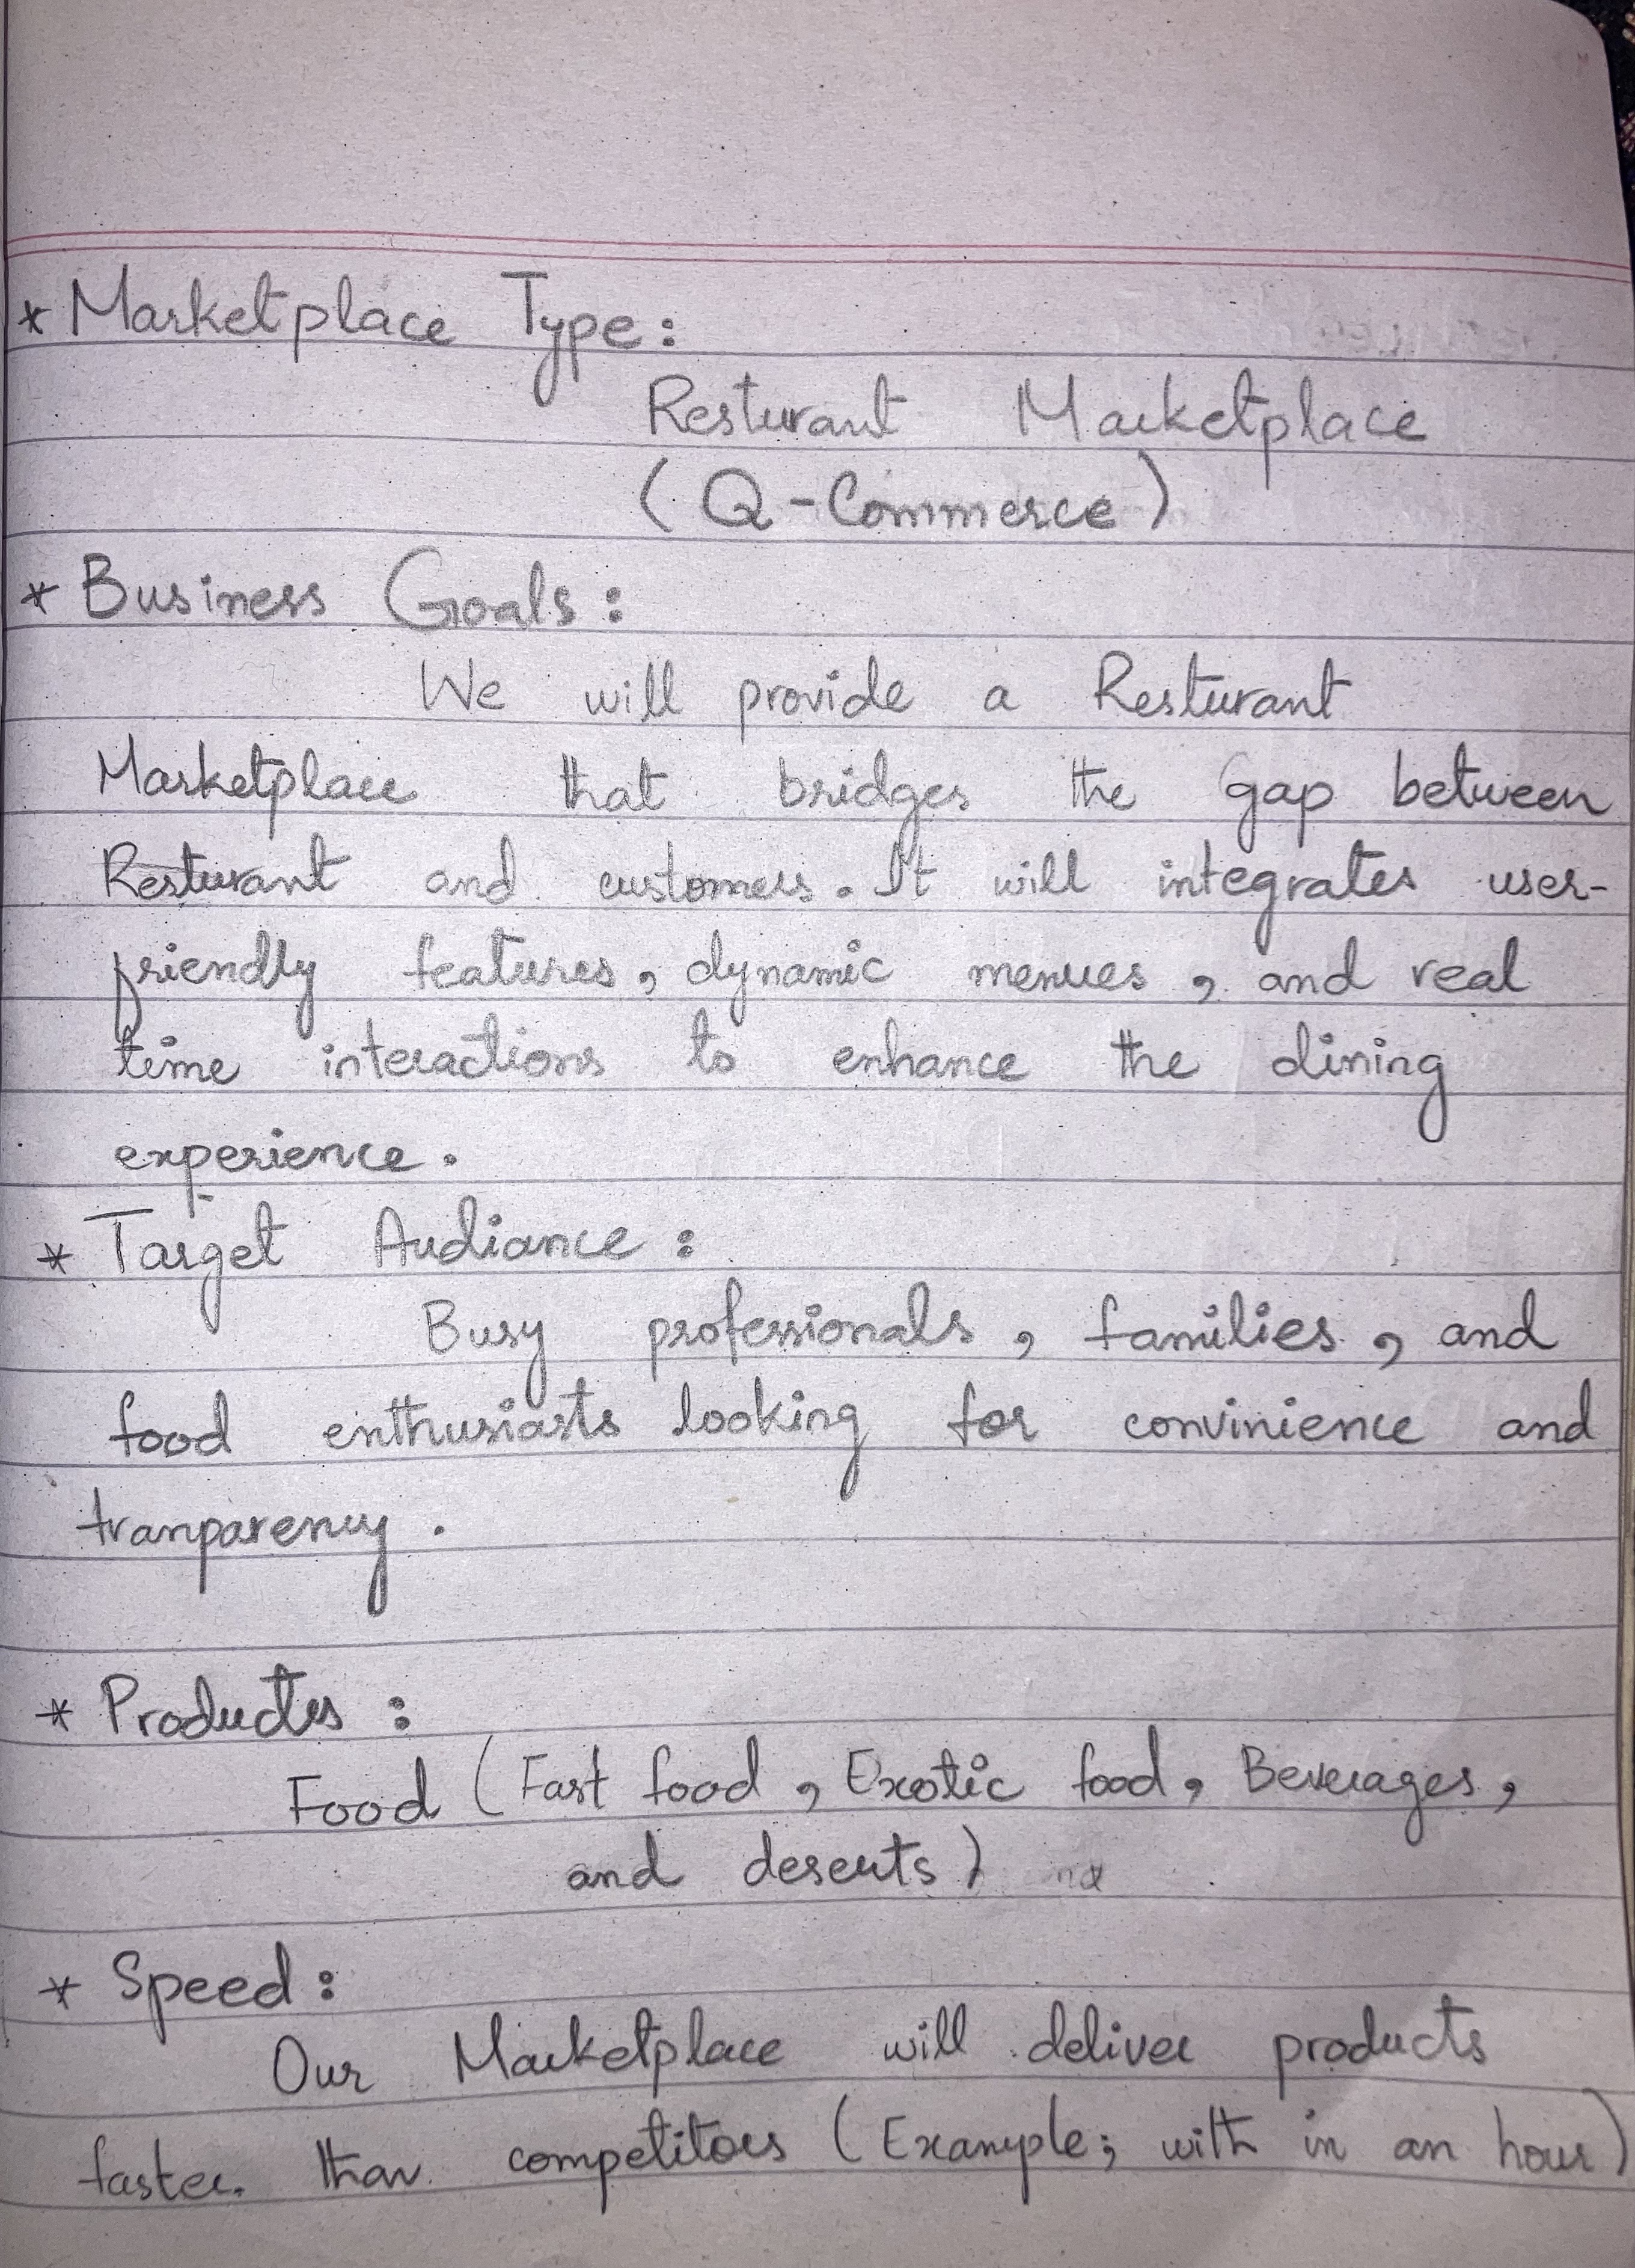 * Marketplace Type:
Resturant Marketplace
(Q-Commerce)
* Business Goals:
We will provide a Resturant
Marketplace that bridges the Gap between
Resturant and customers. It will integrates user-
friendly features, dynamic menues, and real
time interactions to enhance the dining
experience.
* Target Audiance:
Busy professionals, families, and
food enthusiasts looking for convinience and
tranparency.
* Products:
Food (Fast food, Exotic food, Beverages,
and deserts)
* Speed:
Our Marketplace will deliver products
faster than competitors (Example; with in an hour)